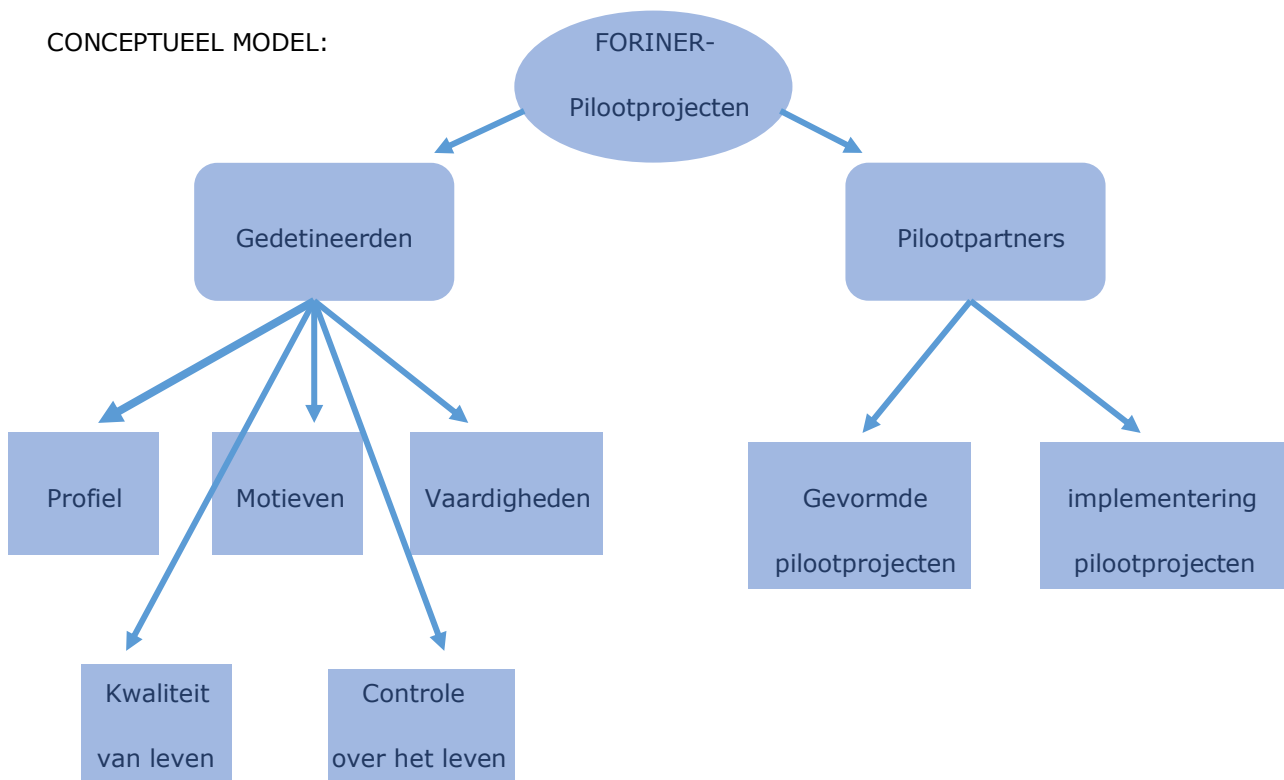 CONCEPTUEEL MODEL:
FORINER-
Pilootprojecten
Gedetineerden
Pilootpartners
Profiel
Motieven
Vaardigheden
Gevormde
pilootprojecten
implementering
pilootprojecten
Kwaliteit
van leven
Controle
over het leven